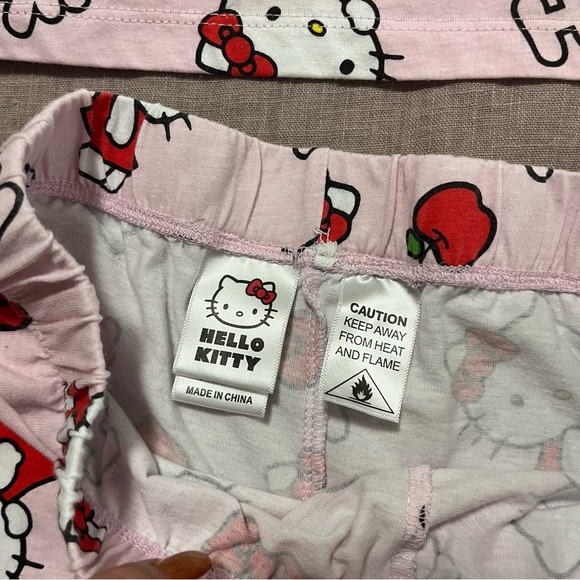 HELLO
KITTY
MADE IN CHINA
CAUTION
KEEP AWAY
FROM HEAT
AND FLAME